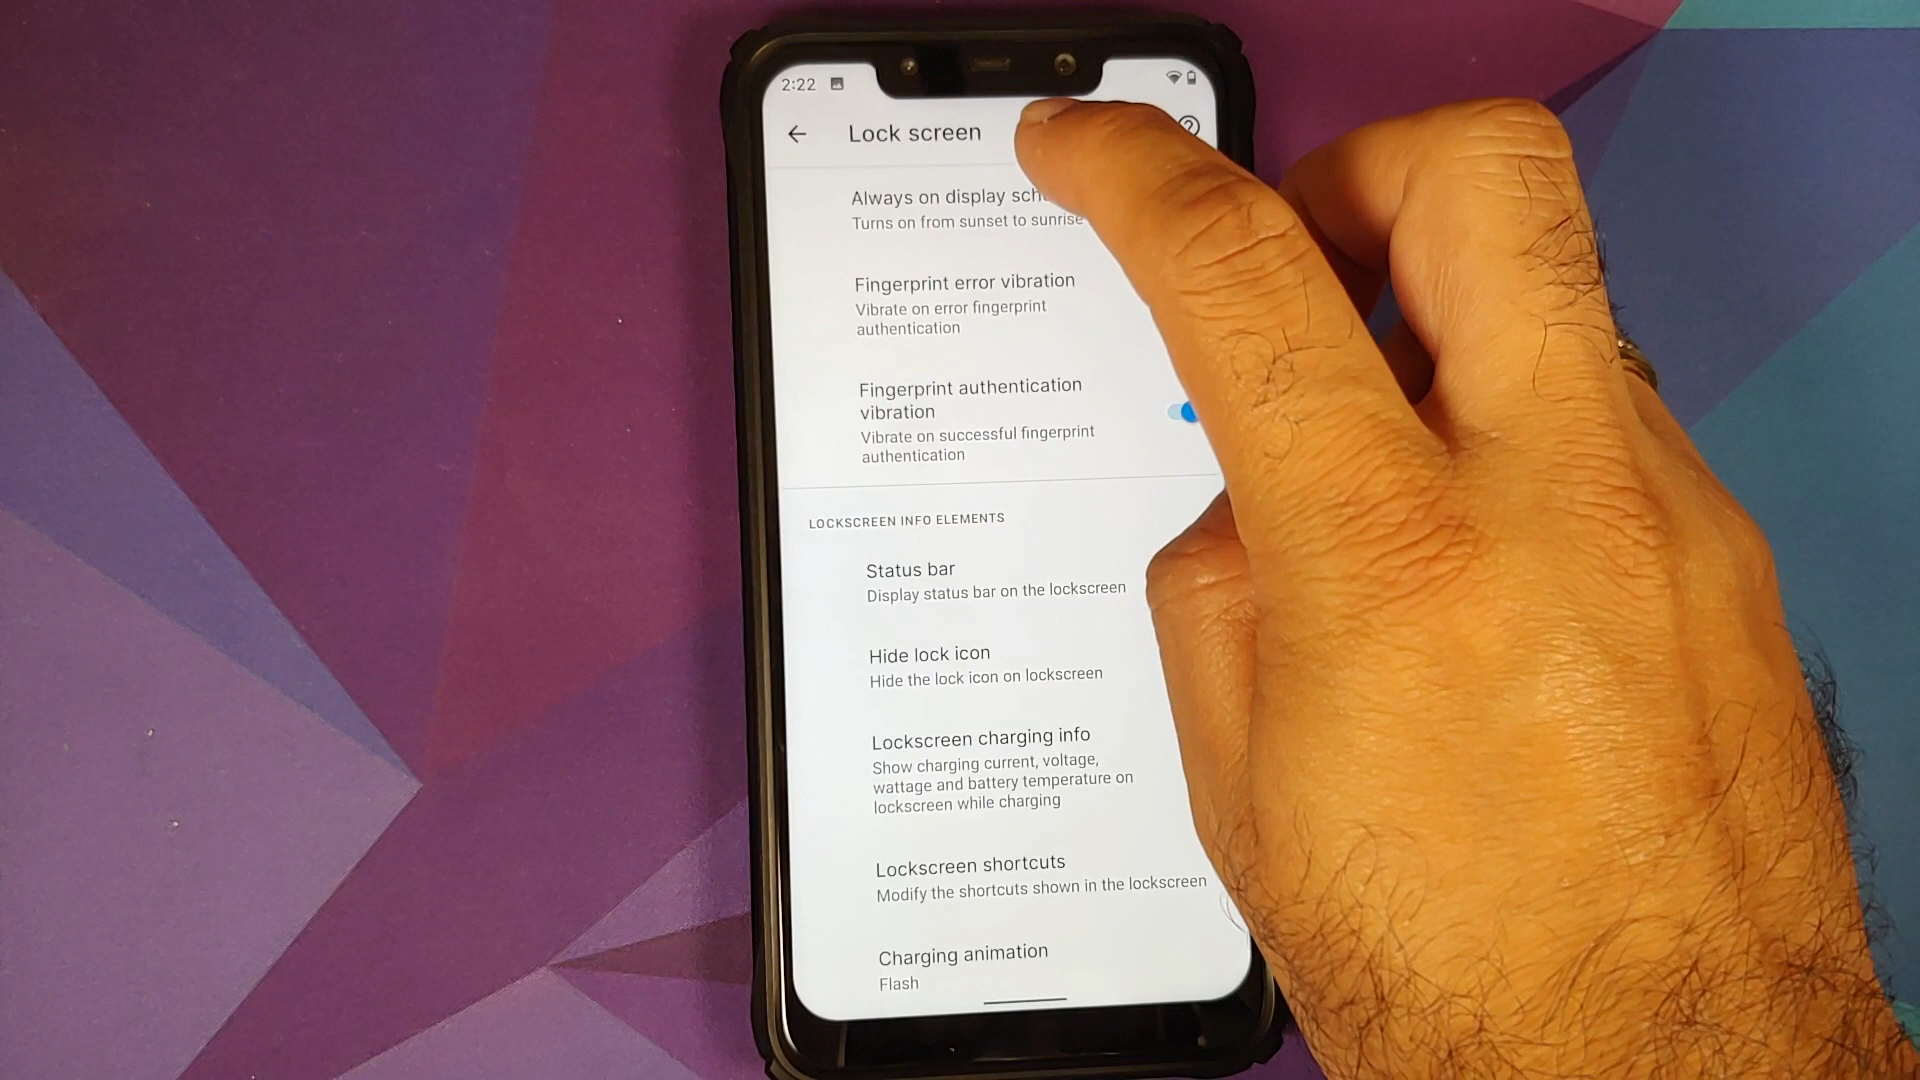 2:22
Lock screen
Always on display
Turns on from sunset to sunrise
Fingerprint error vibration
Vibrate on error fingerprint
authentication
Fingerprint authentication
vibration
Vibrate on successful fingerprint
authentication
LOCKSCREEN INFO ELEMENTS
Status bar
Display status bar on the lockscreen
Hide lock icon
Hide the lock icon on lockscreen
Lockscreen charging info
Show charging current, voltage,
wattage and battery temperature on
lockscreen while charging
Lockscreen shortcuts
Modify the shortcuts shown in the lockscreen
Charging animation
Flash